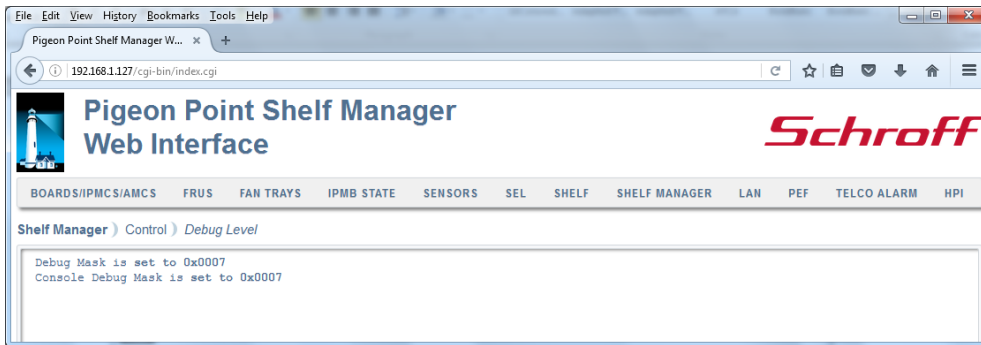 File Edit View History Bookmarks Tools Help
Pigeon Point Shelf Manager W... × +
192.168.1.127/cgi-bin/index.cgi
Pigeon Point Shelf Manager
Web Interface
Schroff
BOARDS/IPMCS/AMCS FRUS FAN TRAYS IPMB STATE SENSORS SEL SHELF SHELF MANAGER LAN PEF TELCO ALARM HPI
Shelf Manager ) Control ) Debug Level
Debug Mask is set to 0x0007
Console Debug Mask is set to 0x0007